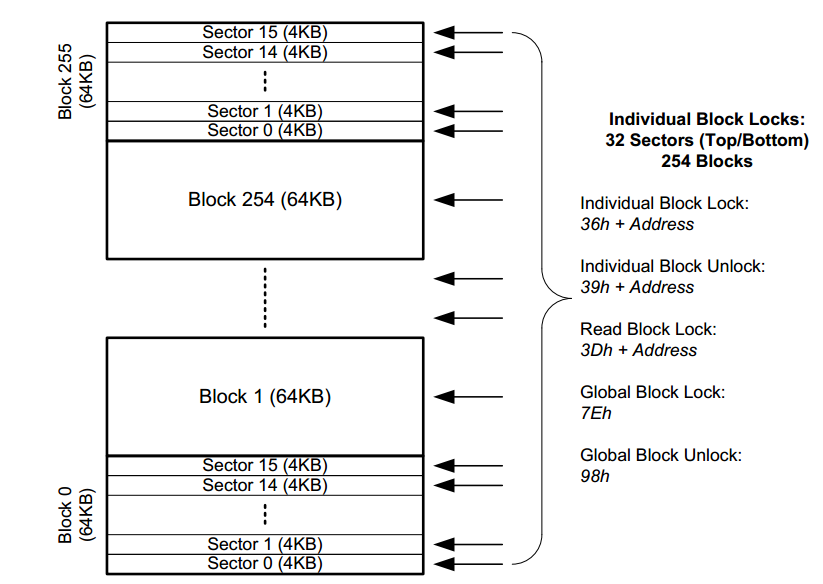 Block 255
(64KB)
Sector 15 (4KB)
Sector 14 (4KB)
Sector 1 (4KB)
Sector 0 (4KB)
Block 254 (64KB)
Block 1 (64KB)
Block 0
(64KB)
Sector 15 (4KB)
Sector 14 (4KB)
Sector 1 (4KB)
Sector 0 (4KB)
Individual Block Locks:
32 Sectors (Top/Bottom)
254 Blocks
Individual Block Lock:
36h + Address
Individual Block Unlock:
39h + Address
Read Block Lock:
3Dh + Address
Global Block Lock:
7Eh
Global Block Unlock:
98h